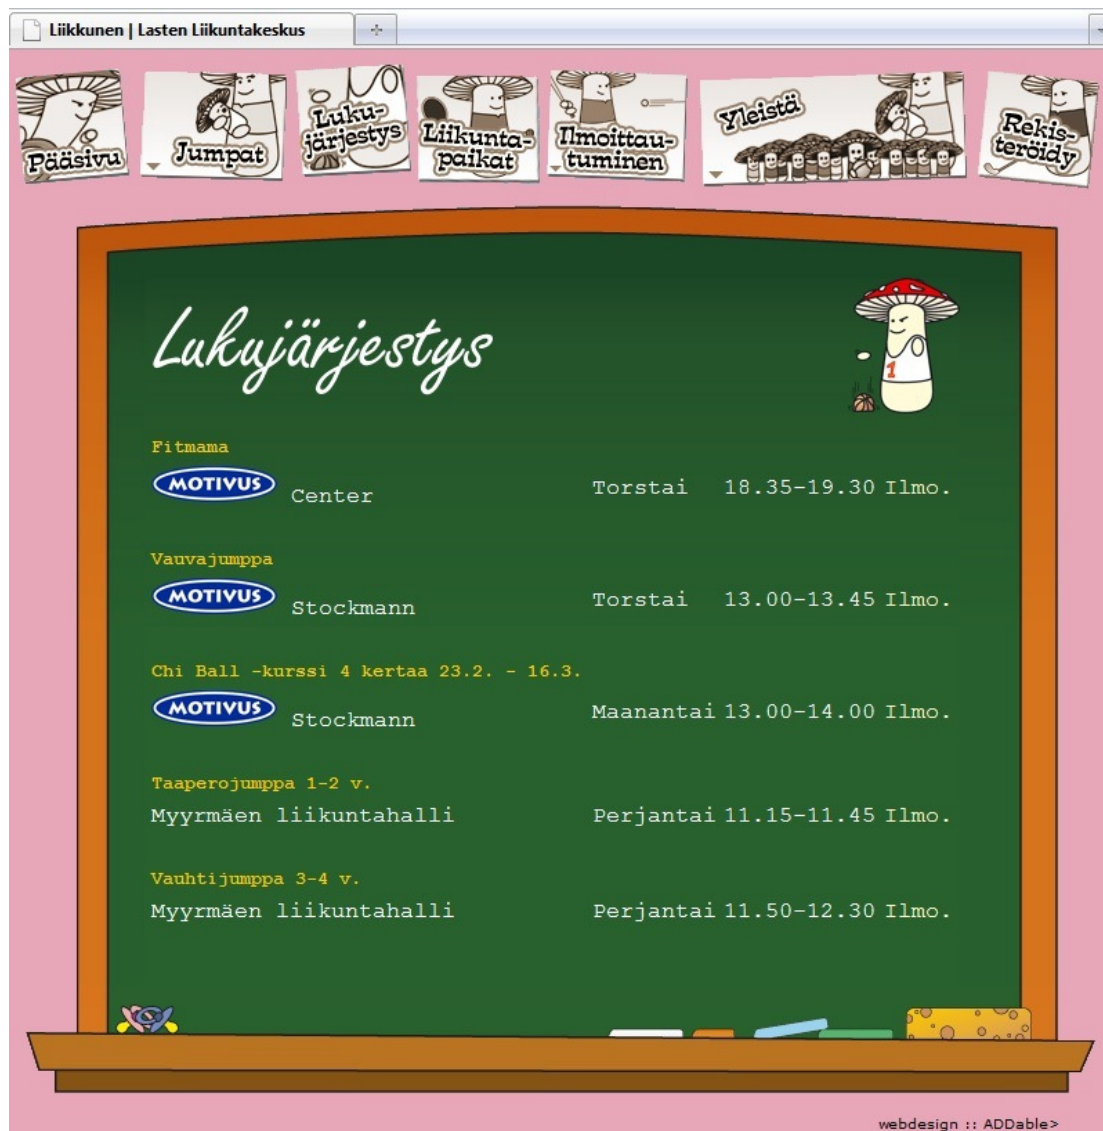 Liikkunen | Lasten Liikuntakeskus
Pääsivu
Jumpat
Luku-
järjestys
Liikunta-
paikat
Ilmoittau-
tuminen
Yleistä
Rekis-
teröidy
Lukujärjestys
1
Fitmama
MOTIVUS Center Torstai 18.35-19.30 Ilmo.
Vauvajumppa
MOTIVUS Stockmann Torstai 13.00-13.45 Ilmo.
Chi Ball -kurssi 4 kertaa 23.2. - 16.3.
MOTIVUS Stockmann Maanantai 13.00-14.00 Ilmo.
Taaperojumppa 1-2 v.
Myyrmäen liikuntahalli Perjantai 11.15-11.45 Ilmo.
Vauhtijumppa 3-4 v.
Myyrmäen liikuntahalli Perjantai 11.50-12.30 Ilmo.
webdesign :: ADDable>